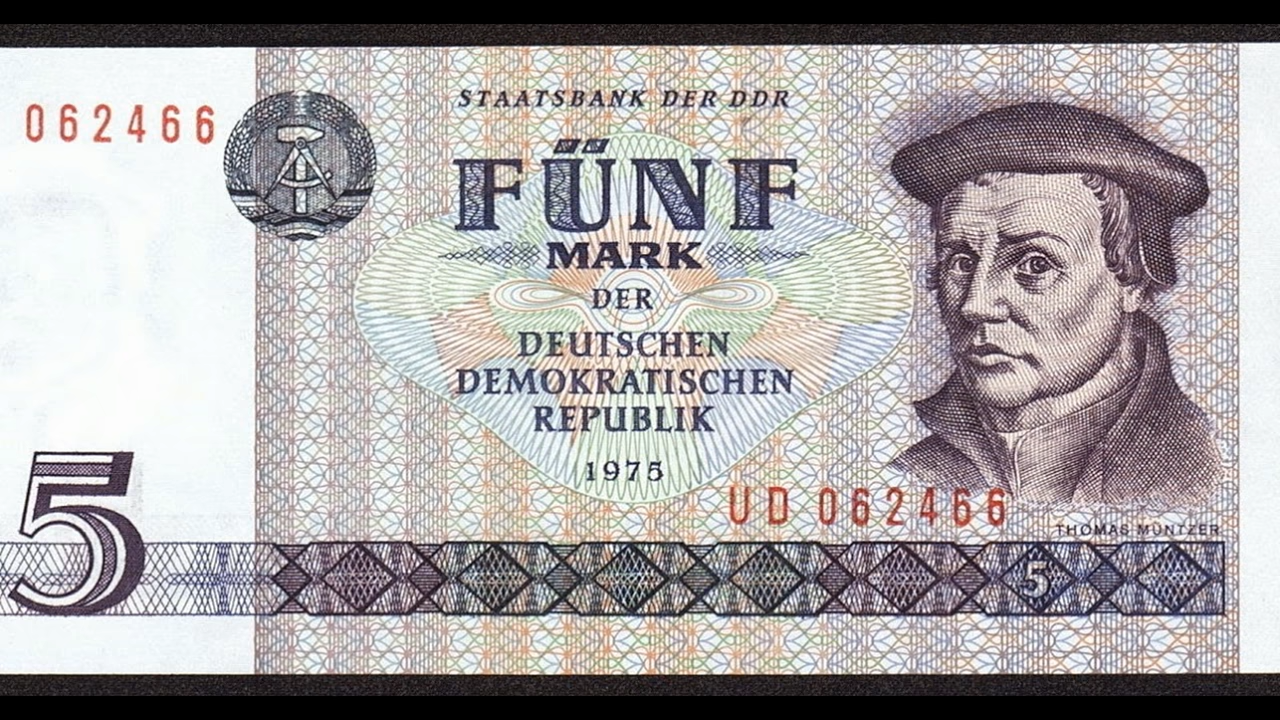 062466
STAATSBANK DER DDR
FÜNF
MARK
DER
DEUTSCHEN
DEMOKRATISCHEN
REPUBLIK
1975
UD 062466
THOMAS MÜNTZER
5
5